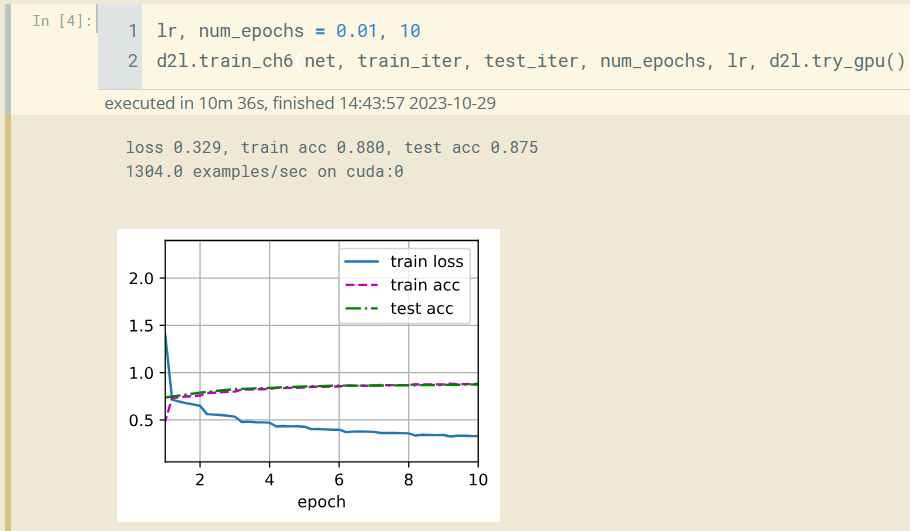 In [4]:
1 lr, num_epochs = 0.01, 10
2 d2l.train_ch6(net, train_iter, test_iter, num_epochs, lr, d2l.try_gpu()
executed in 10m 36s, finished 14:43:57 2023-10-29
loss 0.329, train acc 0.880, test acc 0.875
1304.0 examples/sec on cuda:0
train loss
train acc
test acc
2.0
1.5
1.0
0.5
2 4 6 8 10
epoch